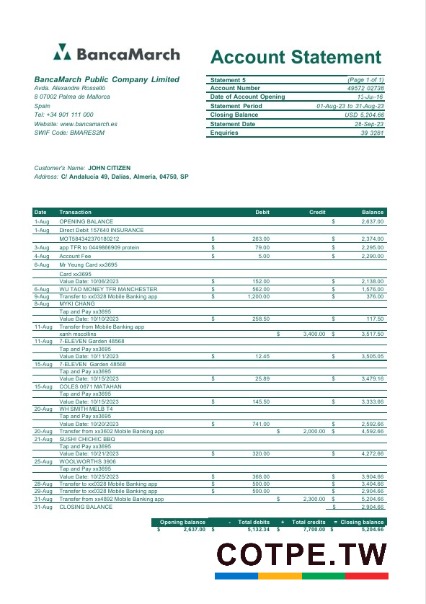 BancaMarch
Account Statement
BancaMarch Public Company Limited
Avda. Alexandre Rosselló
8 07002 Palma de Mallorca
Spain
Tel: +34 901 111 000
Website: www.bancamarch.es
SWIF Code: BMARES2M
Statement 5 (Page 1 of 1)
Account Number 49572 02736
Date of Account Opening
Statement Period 01-Aug-23 to 31-Aug-23
Closing Balance USD 5,204.66
Statement Date 28-Sep-23
Enquiries 39 3281
Customer's Name: JOHN CITIZEN
Address: C/ Andalucia 49, Dalias, Almeria, 04750, SP
Date Transaction Debit Credit Balance
1-Aug OPENING BALANCE 2,637.00
1-Aug Direct Debit 157640 INSURANCE
$ 263.00 $ 2,374.00
3-Aug app TFR to 0449866909 protein $ 79.00 $ 2,295.00
4-Aug Account Fee $ 5.00 $ 2,290.00
6-Aug Mr Yeung Card xx3695
Card xx3695
Value Date: 10/06/2023 $ 152.00 $ 2,138.00
6-Aug WU TAO MONEY TFR MANCHESTER $ 562.00 $ 1,576.00
9-Aug Transfer to xx0328 Mobile Banking app $ 1,200.00 $ 376.00
8-Aug MYKI CHANG
Tap and Pay xx3695
Value Date: 10/10/2023 $ 258.50 $ 117.50
11-Aug Transfer from Mobile Banking app
xanh mscollins $ 3,400.00 $ 3,517.50
11-Aug 7-ELEVEN Garden 48568
Tap and Pay xx3695
Value Date: 10/11/2023 $ 12.45 $ 3,505.05
15-Aug 7-ELEVEN, Garden 48568
Tap and Pay xx3695
Value Date: 10/15/2023 $ 25.89 $ 3,479.16
15-Aug COLES 0671 MATAHAN
Tap and Pay xx3695
Value Date: 10/15/2023 $ 145.50 $ 3,333.66
20-Aug WH SMITH MELB T4
Tap and Pay xx3695
Value Date: 10/20/2023 $ 741.00 $ 2,592.66
20-Aug Transfer from xx3602 Mobile Banking app $ 2,000.00 $ 4,592.66
21-Aug SUSHI CHICHIC BBQ
Tap and Pay xx3695
Value Date: 10/21/2023 $ 320.00 $ 4,272.66
25-Aug WOOLWORTHS 3906
Tap and Pay xx3695
Value Date: 10/25/2023 $ 368.00 $ 3,904.66
28-Aug Transfer to xx0328 Mobile Banking app $ 500.00 $ 3,404.66
29-Aug Transfer to xx0328 Mobile Banking app $ $ 2,904.66
31-Aug Transfer from xx4802 Mobile Banking app $ 2,300.00 $ 5,204.66
31-Aug CLOSING BALANCE $ 2,904.66
Opening balance - Total debits + Total credits = Closing balance
$ 2,637.00 $ 5,132.34 $ 7,700.00 $ 5,204.66
COTPE.TW